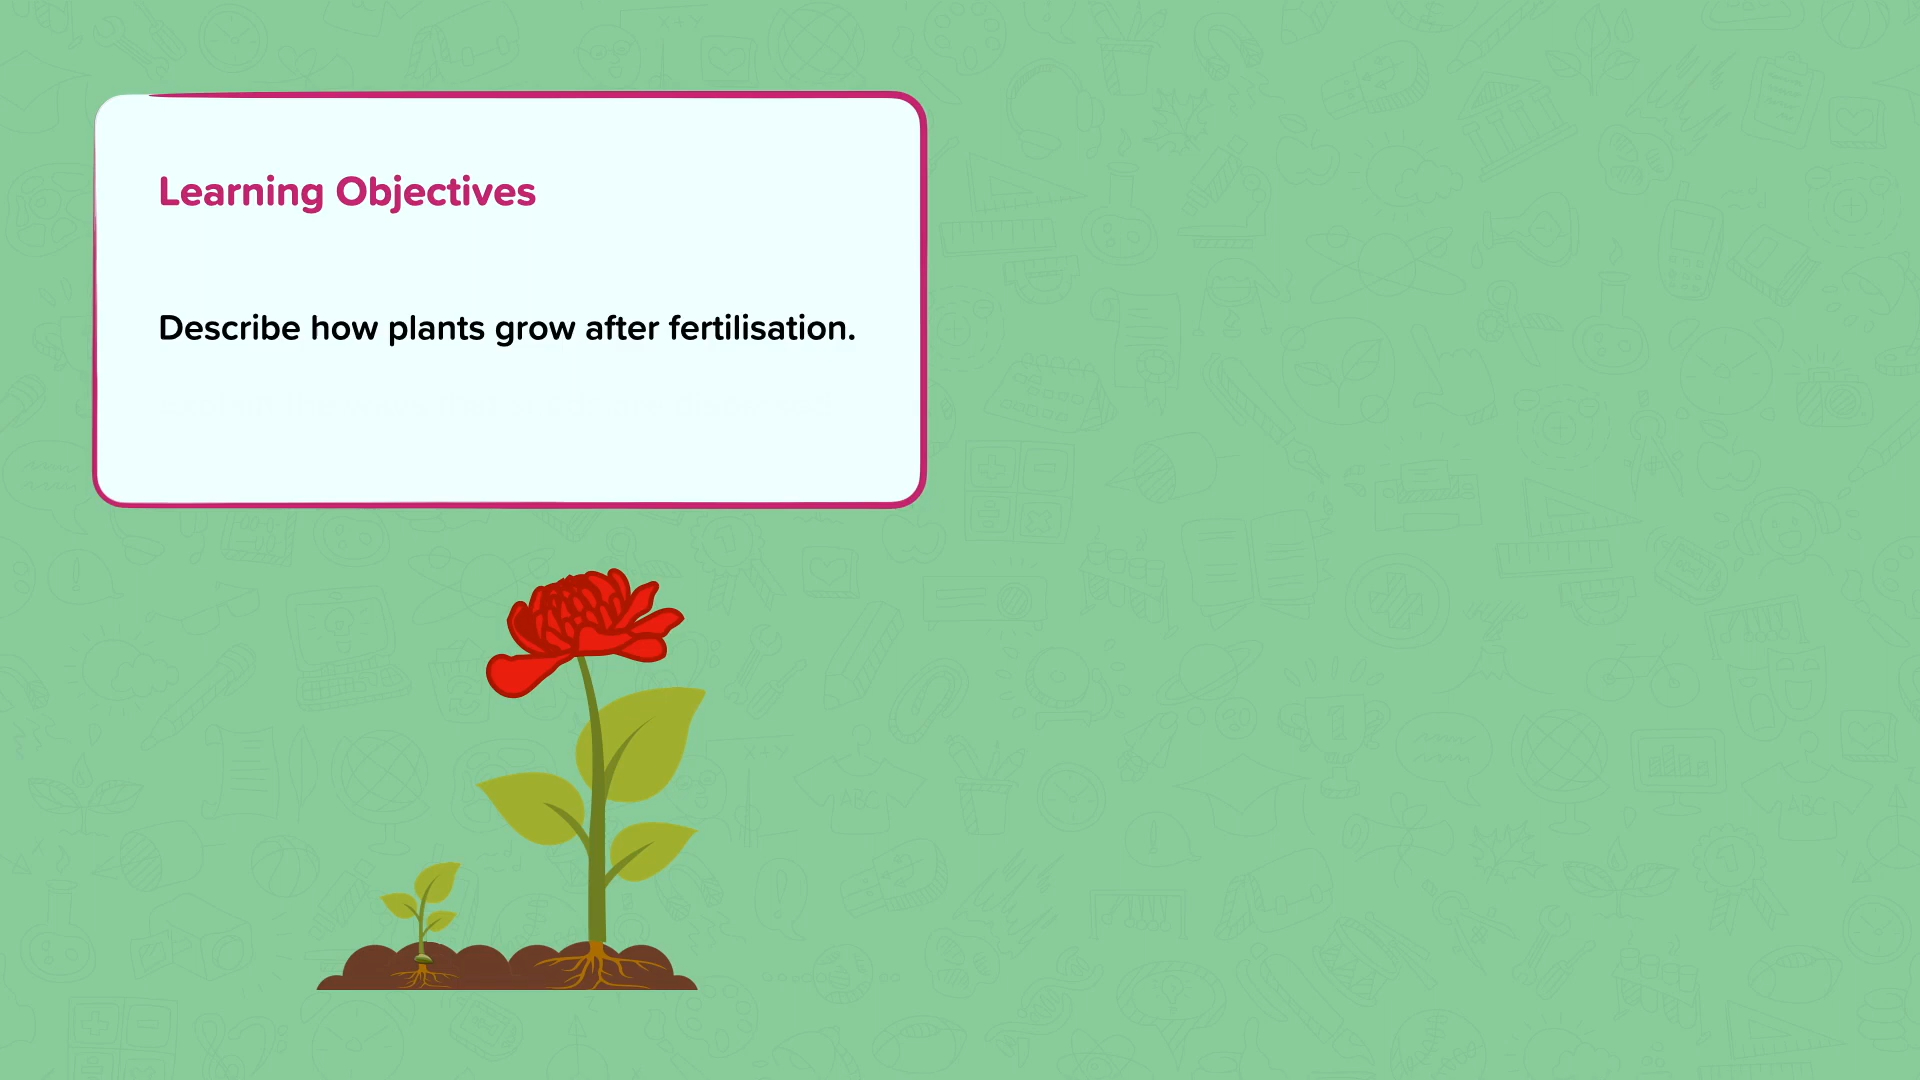 Learning Objectives
Describe how plants grow after fertilisation.